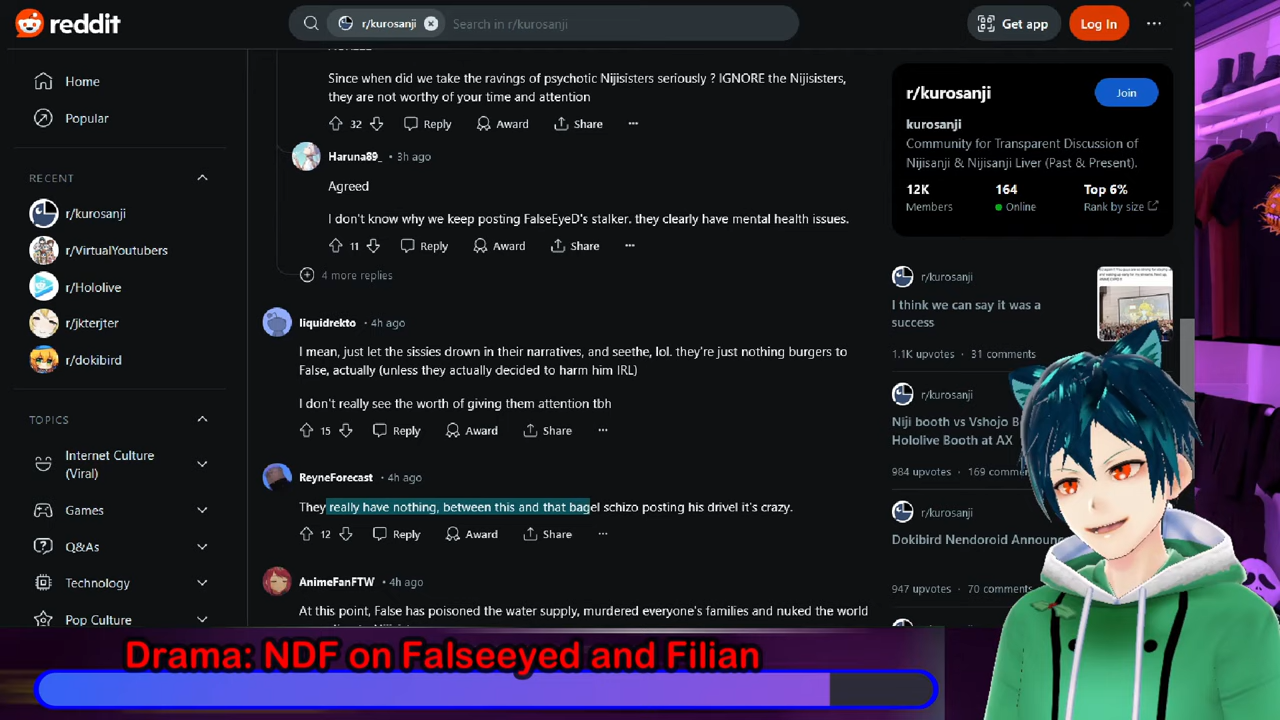 reddit
r/kurosanji
Search in r/kurosanji
Get app
Log In
Home
Popular
RECENT
r/kurosanji
r/VirtualYoutubers
r/Hololive
r/jkterjter
r/dokibird
TOPICS
Internet Culture
(Viral)
Games
Q&As
Technology
Pop Culture
Since when did we take the ravings of psychotic Nijisisters seriously ? IGNORE the Nijisisters,
they are not worthy of your time and attention
32 Reply Award Share
Haruna89_ • 3h ago
Agreed
I don't know why we keep posting FalseEyeD's stalker. they clearly have mental health issues.
11 Reply Award Share
4 more replies
liquidrekto • 4h ago
I mean, just let the sissies drown in their narratives, and seethe, lol. they're just nothing burgers to
False, actually (unless they actually decided to harm him IRL)
I don't really see the worth of giving them attention tbh
15 Reply Award Share
ReyneForecast • 4h ago
They really have nothing, between this and that bagel schizo posting his drivel it's crazy.
12 Reply Award Share
AnimeFanFTW • 4h ago
At this point, False has poisoned the water supply, murdered everyone's families and nuked the world
r/kurosanji
Join
kurosanji
Community for Transparent Discussion of
Nijisanji & Nijisanji Liver (Past & Present).
12K 164 Top 6%
Members Online Rank by size
r/kurosanji
I think we can say it was a
success
1.1K upvotes • 31 comments
r/kurosanji
Niji booth vs Vshojo B
Hololive Booth at AX
984 upvotes • 169 comme
r/kurosanji
Dokibird Nendoroid Announc
947 upvotes • 70 comments
Drama: NDF on Falseeyed and Filian